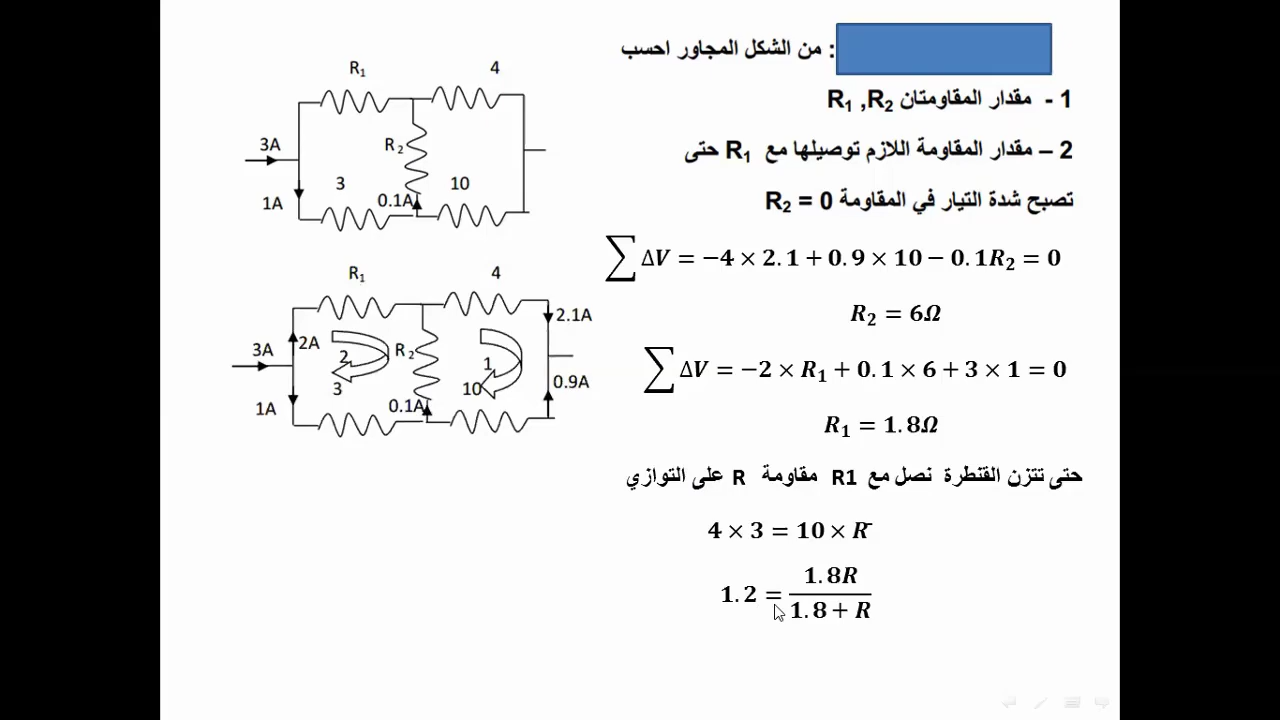 من الشكل المجاور احسب :
1 - مقدار المقاومتان R₁ ,R₂
2 – مقدار المقاومة اللازم توصيلها مع R₁ حتى
تصبح شدة التيار في المقاومة R₂ = 0
R₁ 4
3A R₂
3 10
1A 0.1A
∑ ΔV = −4 × 2.1 + 0.9 × 10 − 0.1R₂ = 0
R₂ = 6Ω
∑ ΔV = −2 × R₁ + 0.1 × 6 + 3 × 1 = 0
R₁ = 1.8Ω
R₁ 4
2.1A
3A 2A 2 R₂ 1
3 10 0.9A
1A 0.1A
حتى تتزن القنطرة نصل مع R1 مقاومة R على التوازي
4 × 3 = 10 × R̄
1.2 = 1.8R / 1.8 + R